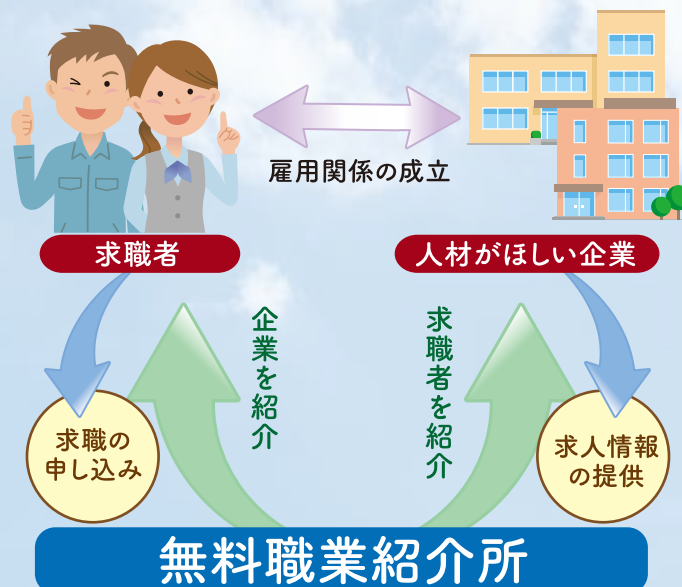 雇用関係の成立
求職者
人材がほしい企業
企業を紹介
求職者を紹介
求職の
申し込み
求人情報
の提供
無料職業紹介所